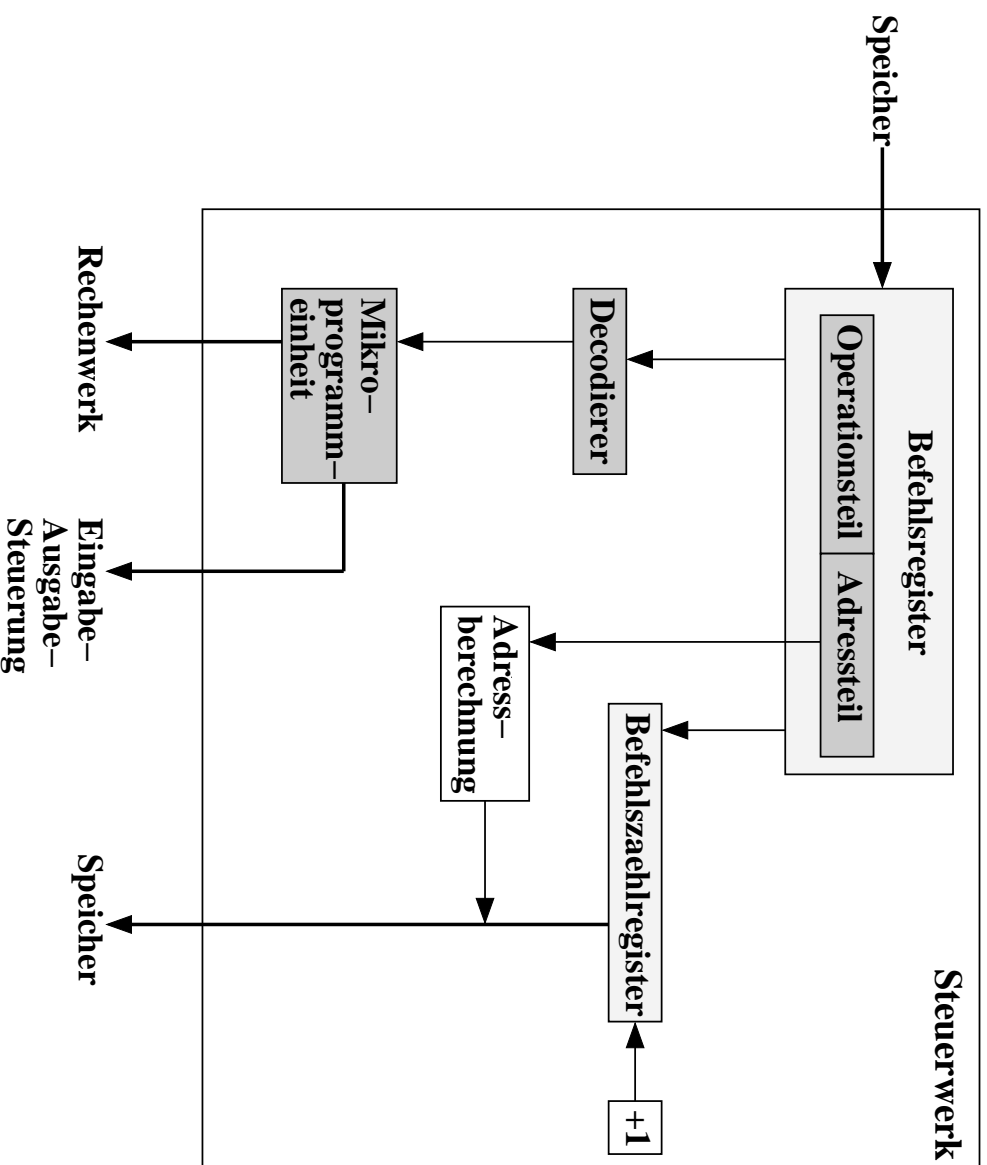 Steuerwerk
Speicher
Befehlsregister
Operationsteil
Adressteil
Decodierer
Befehlszaehlregister
+1
Adress–
berechnung
Mikro–
programm–
einheit
Rechenwerk
Eingabe–
Ausgabe–
Steuerung
Speicher